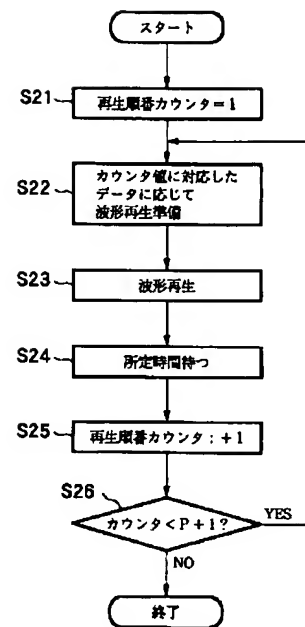 スタート
S21
再生順番カウンタ=1
S22
カウンタ値に対応した
データに応じて
波形再生準備
S23
波形再生
S24
所定時間待つ
S25
再生順番カウンタ:+1
S26
カウンタ<P+1?
YES
NO
終了